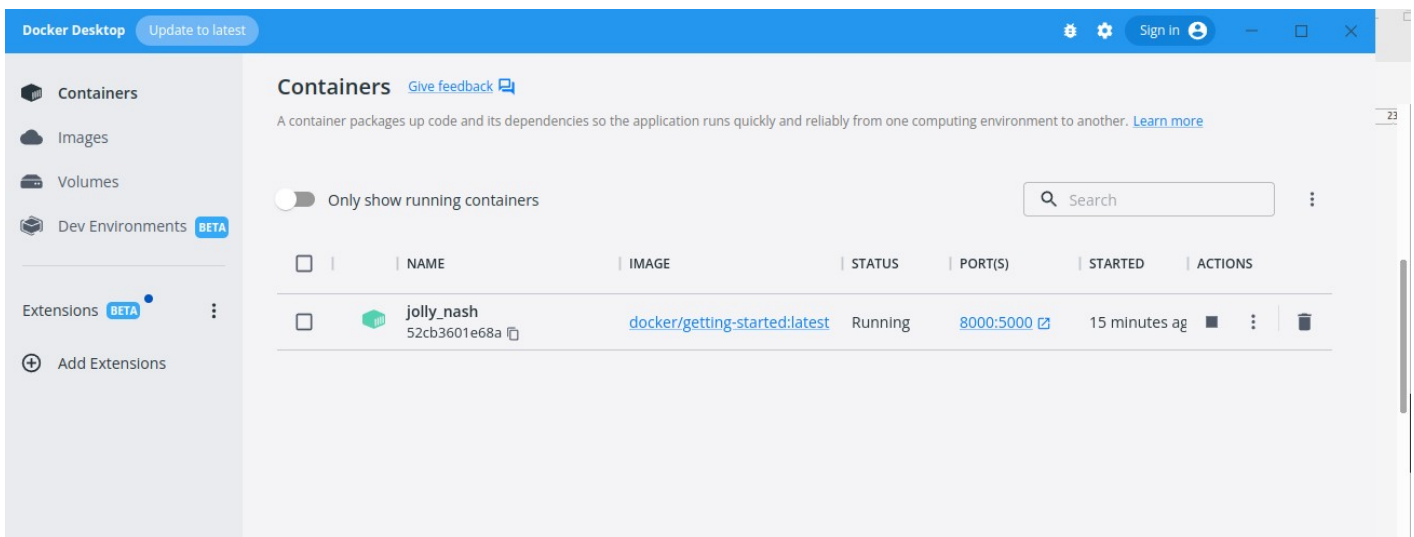 Docker Desktop Update to latest Sign in
Containers
Images
Volumes
Dev Environments BETA
Extensions BETA
Add Extensions
Containers Give feedback
A container packages up code and its dependencies so the application runs quickly and reliably from one computing environment to another. Learn more
Only show running containers Search
NAME IMAGE STATUS PORT(S) STARTED ACTIONS
jolly_nash docker/getting-started:latest Running 8000:5000 15 minutes ag
52cb3601e68a
23